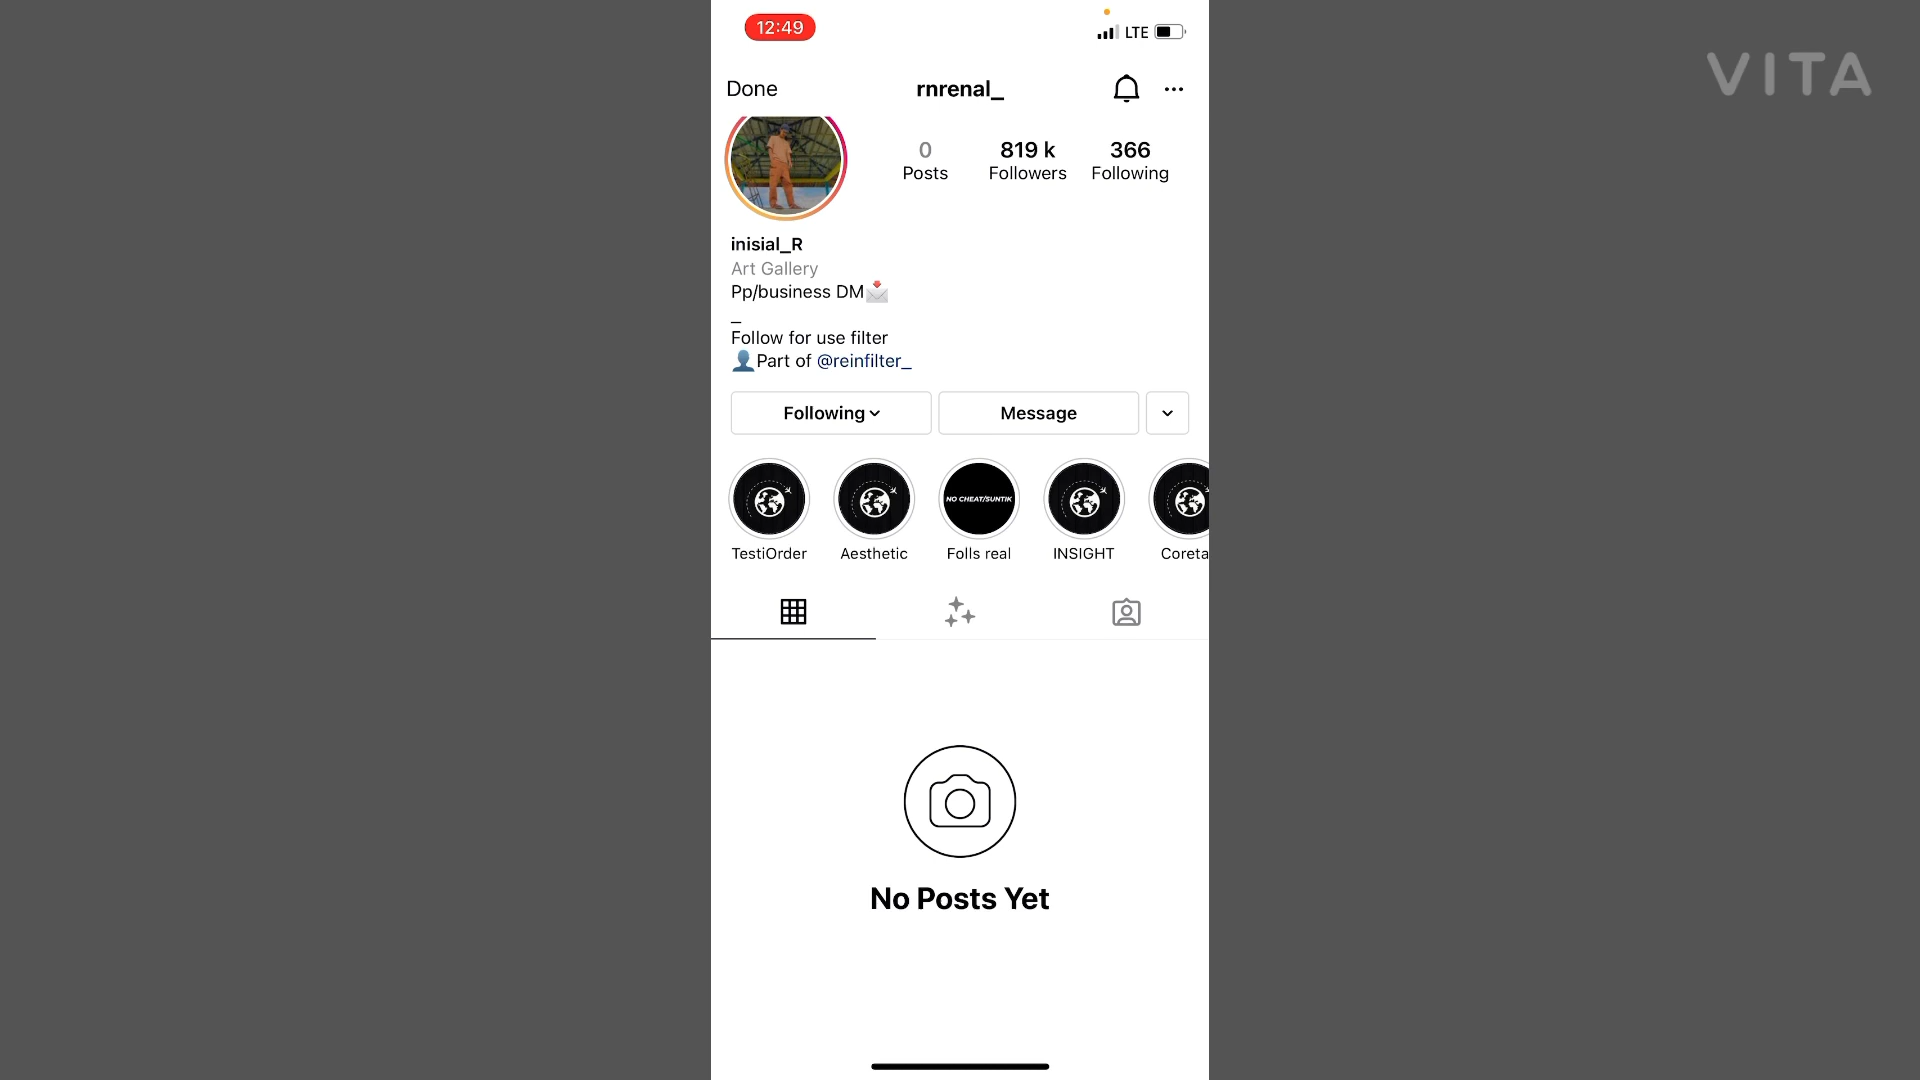 12:49
LTE
VITA
Done
rnrenal_
0
Posts
819 k
Followers
366
Following
inisial_R
Art Gallery
Pp/business DM📩
_
Follow for use filter
👤Part of @reinfilter_
Following
Message
NO CHEAT/SUNTIK
TestiOrder
Aesthetic
Folls real
INSIGHT
Coreta
No Posts Yet